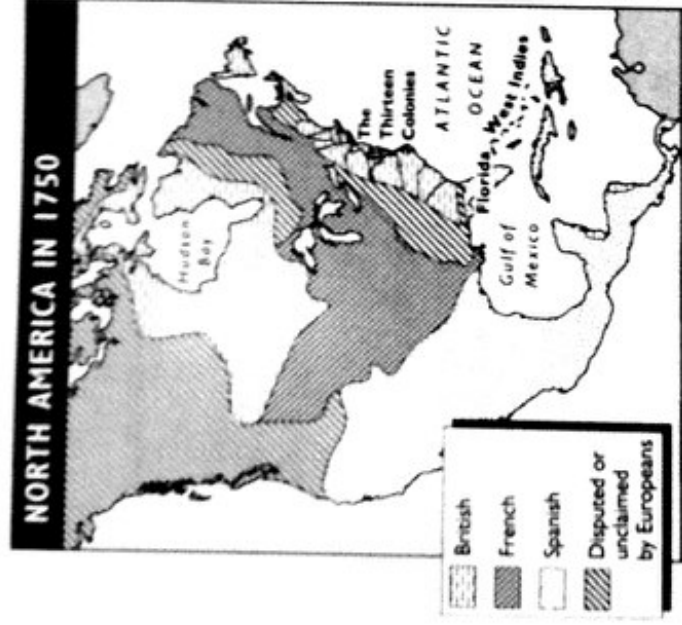 NORTH AMERICA IN 1750
Hudson
Bay
The
Thirteen
Colonies
ATLANTIC
OCEAN
Florida
West Indies
Gulf of
Mexico
British
French
Spanish
Disputed or
unclaimed
by Europeans